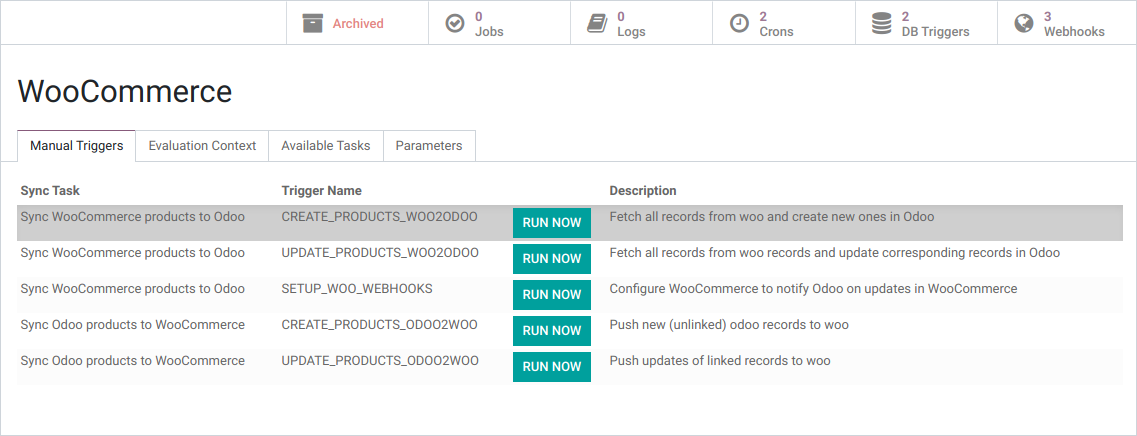 Archived
0
Jobs
0
Logs
2
Crons
2
DB Triggers
3
Webhooks
WooCommerce
Manual Triggers Evaluation Context Available Tasks Parameters
Sync Task Trigger Name Description
Sync WooCommerce products to Odoo CREATE_PRODUCTS_WOO2ODOO RUN NOW Fetch all records from woo and create new ones in Odoo
Sync WooCommerce products to Odoo UPDATE_PRODUCTS_WOO2ODOO RUN NOW Fetch all records from woo records and update corresponding records in Odoo
Sync WooCommerce products to Odoo SETUP_WOO_WEBHOOKS RUN NOW Configure WooCommerce to notify Odoo on updates in WooCommerce
Sync Odoo products to WooCommerce CREATE_PRODUCTS_ODOO2WOO RUN NOW Push new (unlinked) odoo records to woo
Sync Odoo products to WooCommerce UPDATE_PRODUCTS_ODOO2WOO RUN NOW Push updates of linked records to woo